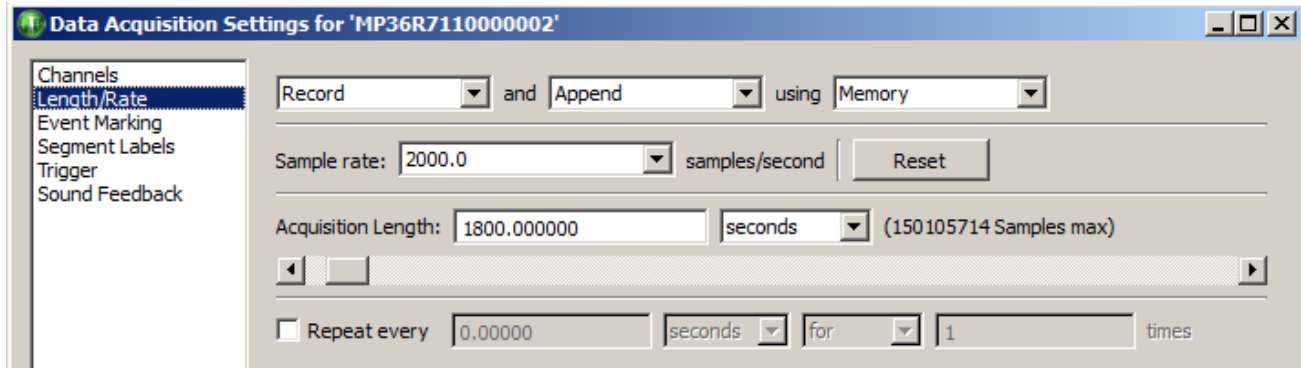 Data Acquisition Settings for 'MP36R7110000002'
Channels
Length/Rate
Event Marking
Segment Labels
Trigger
Sound Feedback
Record and Append using Memory
Sample rate: 2000.0 samples/second Reset
Acquisition Length: 1800.000000 seconds (150105714 Samples max)
Repeat every 0.00000 seconds for 1 times